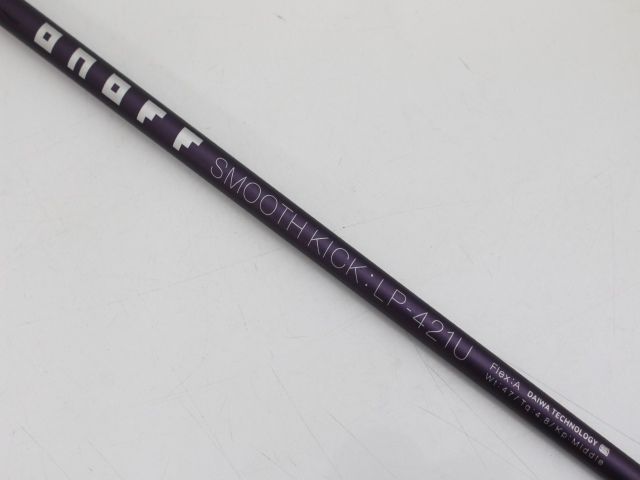 onoff SMOOTH KICK:LP-421U
Flex:A DAIWA TECHNOLOGY
Wt:47/Tq:4.8/Kp:Middle